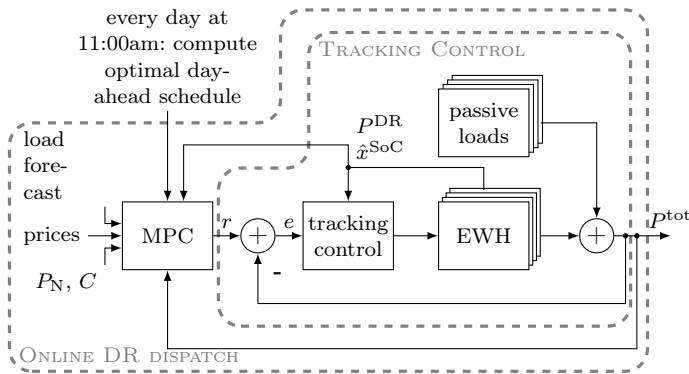 every day at
11:00am: compute
optimal day-
ahead schedule
TRACKING CONTROL
load
fore-
cast
prices
P_N, C
MPC
r
+
e
-
tracking
control
P^DR
x̂^SoC
EWH
passive
loads
+
P^tot
ONLINE DR DISPATCH